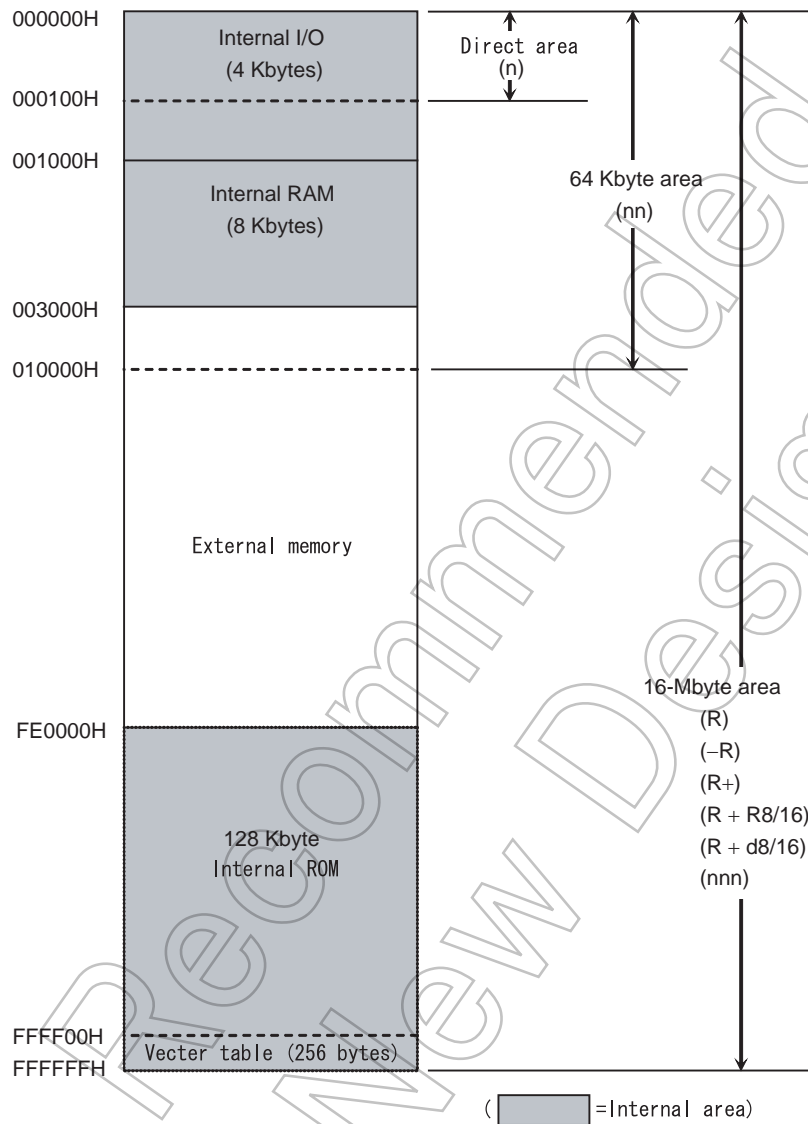 000000H
Internal I/O
(4 Kbytes)
Direct area
(n)
000100H
001000H
Internal RAM
(8 Kbytes)
64 Kbyte area
(nn)
003000H
010000H
External memory
16-Mbyte area
(R)
(−R)
(R+)
(R + R8/16)
(R + d8/16)
(nnn)
FE0000H
128 Kbyte
Internal ROM
FFFF00H
Vecter table (256 bytes)
FFFFFFH
( =Internal area)
Recommended
New Desig